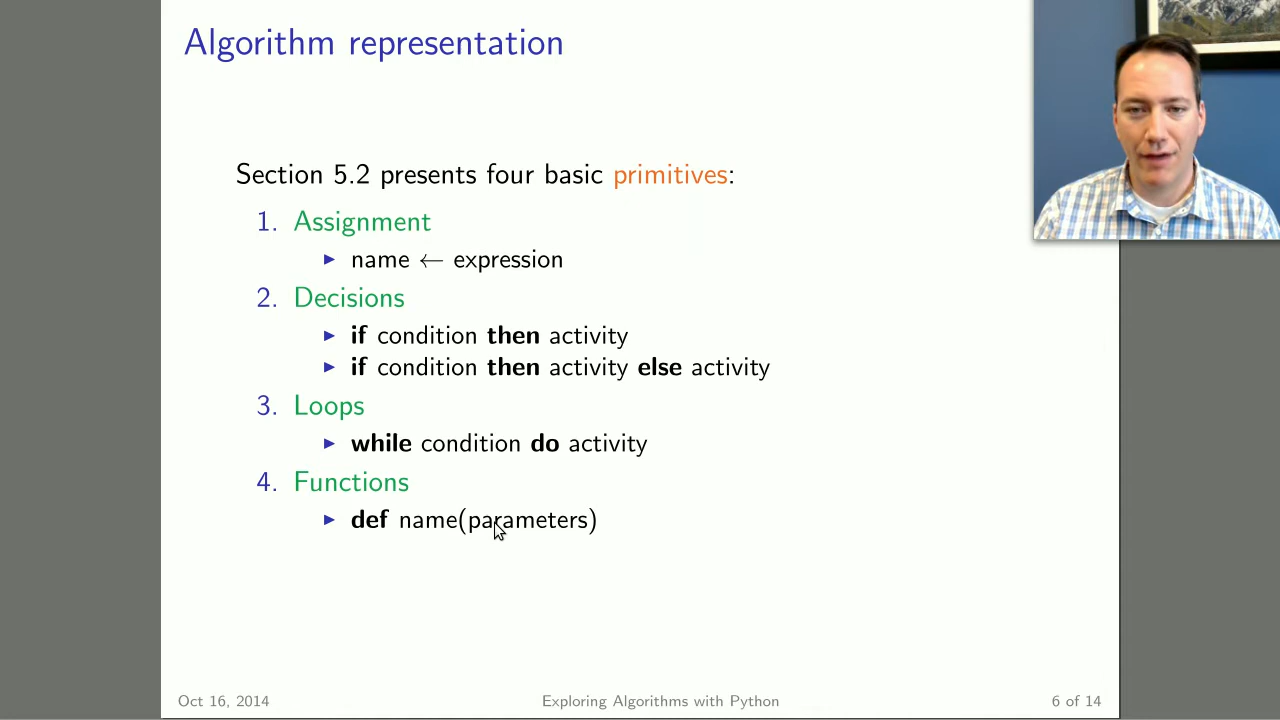 Algorithm representation
Section 5.2 presents four basic primitives:
1. Assignment
▶ name ← expression
2. Decisions
▶ if condition then activity
▶ if condition then activity else activity
3. Loops
▶ while condition do activity
4. Functions
▶ def name(parameters)
Oct 16, 2014
Exploring Algorithms with Python
6 of 14